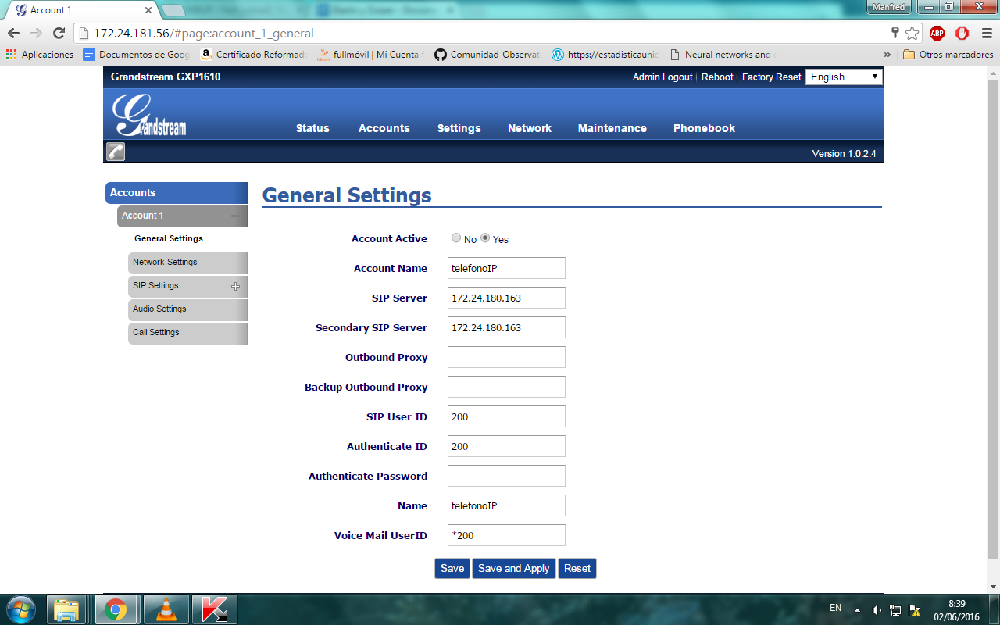 Account 1
Manfred
172.24.181.56/#page:account_1_general
ABP
Aplicaciones Documentos de Goog Certificado Reformad fullmóvil | Mi Cuenta Comunidad-Observat https://estadisticaunic Neural networks and » Otros marcadores
Grandstream GXP1610 Admin Logout | Reboot | Factory Reset English
Grandstream
Status Accounts Settings Network Maintenance Phonebook
Version 1.0.2.4
Accounts
Account 1
General Settings
Network Settings
SIP Settings
Audio Settings
Call Settings
General Settings
Account Active No Yes
Account Name telefonoIP
SIP Server 172.24.180.163
Secondary SIP Server 172.24.180.163
Outbound Proxy
Backup Outbound Proxy
SIP User ID 200
Authenticate ID 200
Authenticate Password
Name telefonoIP
Voice Mail UserID *200
Save Save and Apply Reset
EN 8:39
02/06/2016